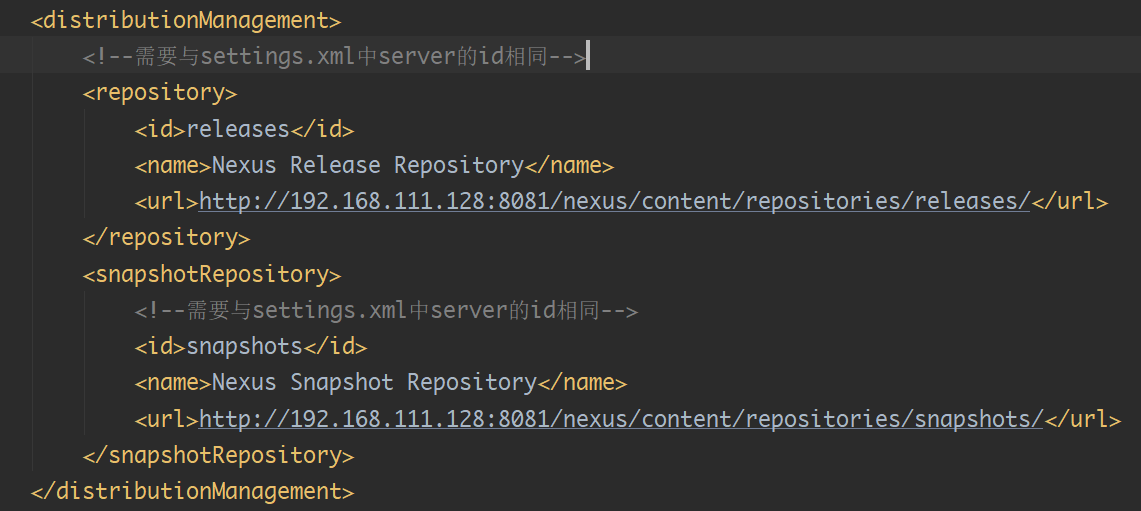 <distributionManagement>
<!--需要与settings.xml中server的id相同-->
<repository>
<id>releases</id>
<name>Nexus Release Repository</name>
<url>http://192.168.111.128:8081/nexus/content/repositories/releases/</url>
</repository>
<snapshotRepository>
<!--需要与settings.xml中server的id相同-->
<id>snapshots</id>
<name>Nexus Snapshot Repository</name>
<url>http://192.168.111.128:8081/nexus/content/repositories/snapshots/</url>
</snapshotRepository>
</distributionManagement>